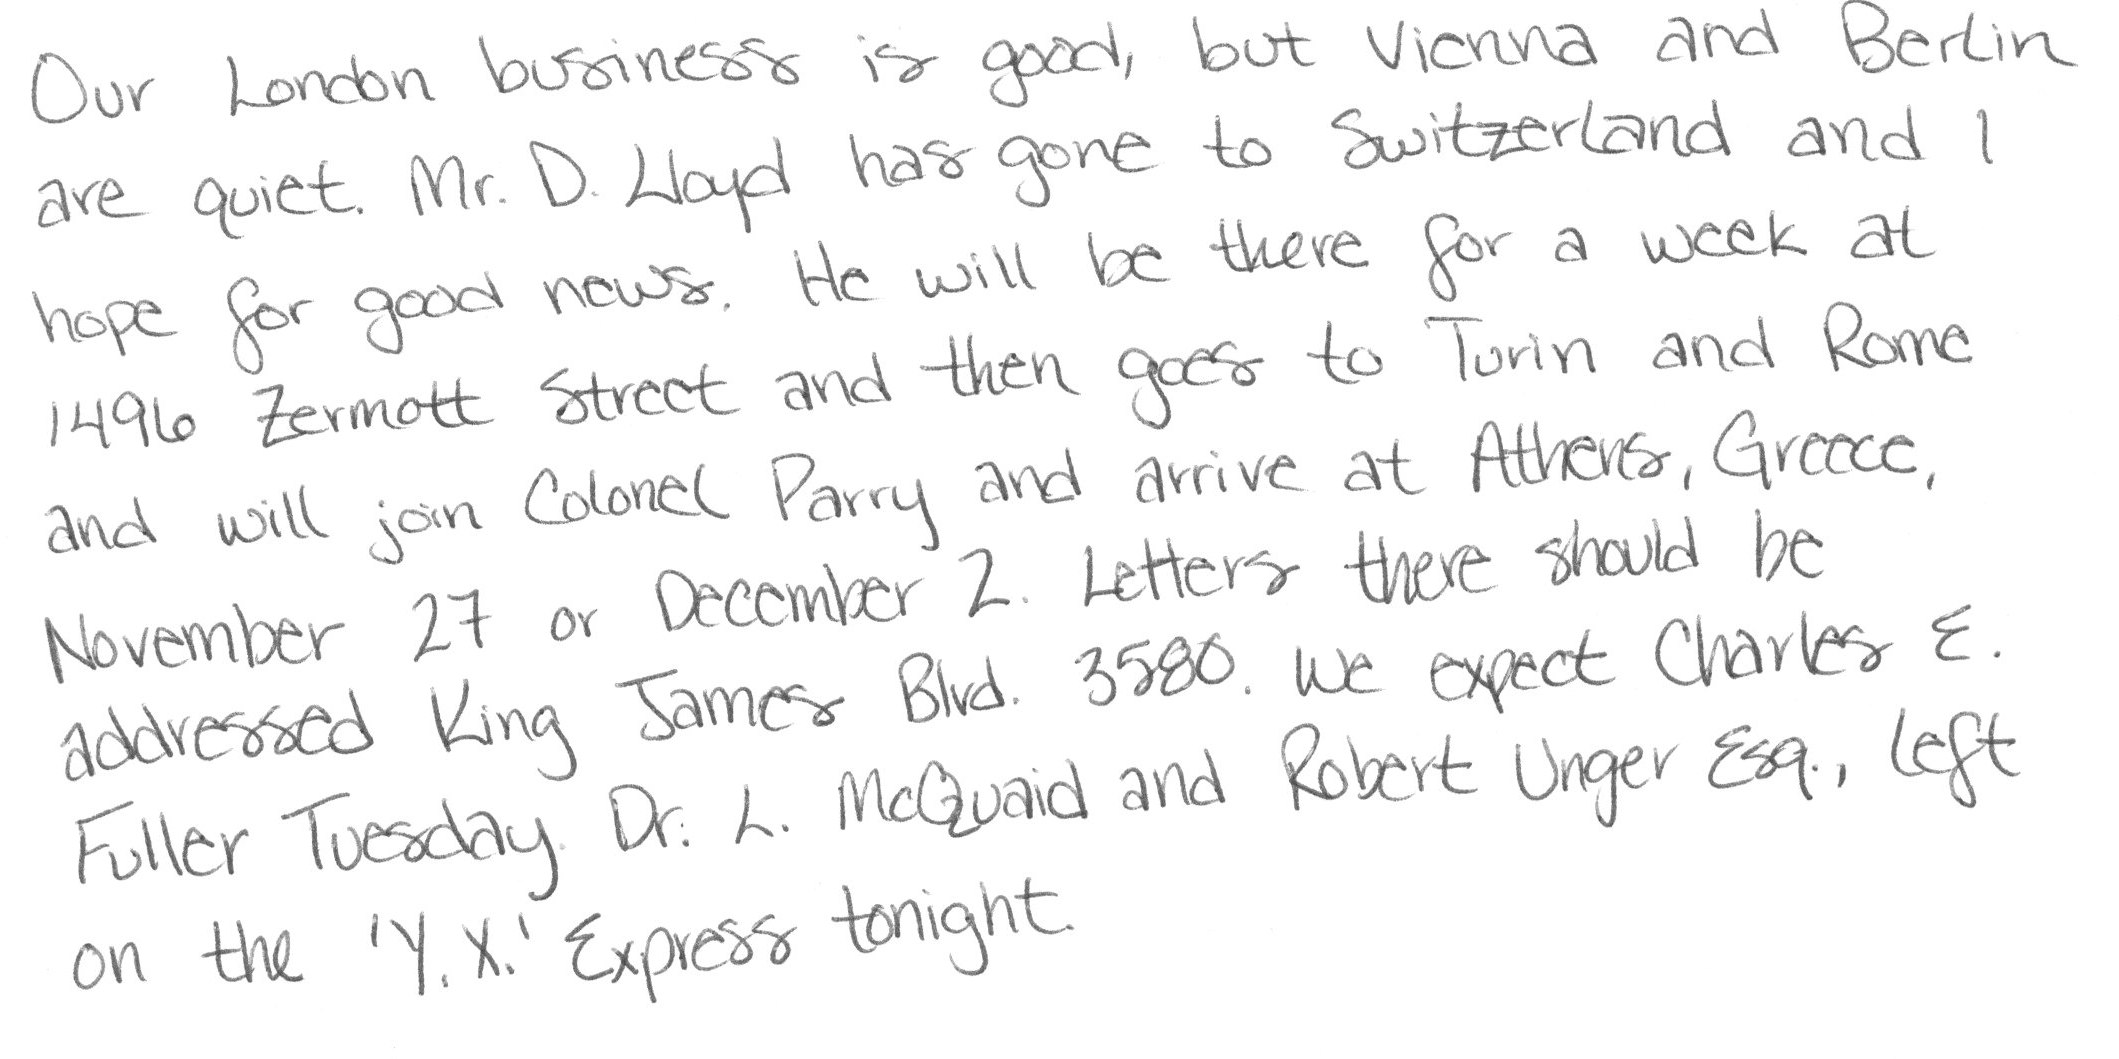 Our London business is good, but Vienna and Berlin
are quiet. Mr. D. Lloyd has gone to Switzerland and I
hope for good news. He will be there for a week at
1496 Zermott Street and then goes to Turin and Rome
and will join Colonel Parry and arrive at Athens, Greece,
November 27 or December 2. Letters there should be
addressed King James Blvd. 3580. We expect Charles E.
Fuller Tuesday. Dr. L. McQuaid and Robert Unger Esq., left
on the 'Y.X.' Express tonight.